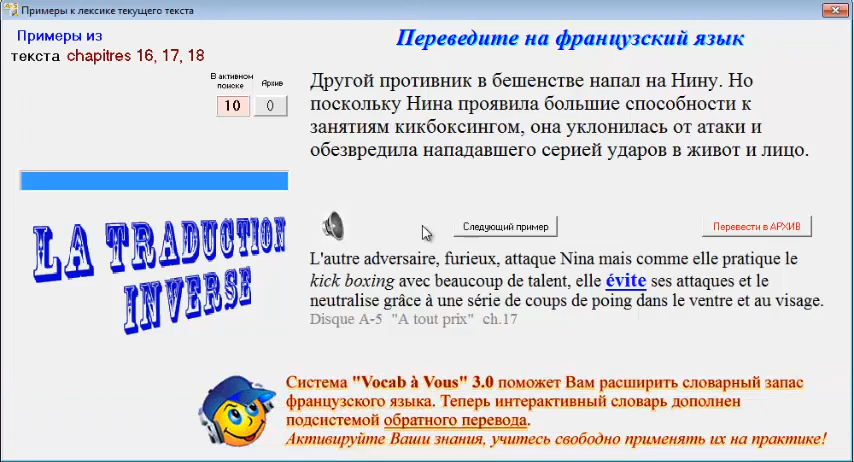 Примеры к лексике текущего текста
Примеры из
текста chapitres 16, 17, 18
В активном поиске
Архив
10
0
Переведите на французский язык
Другой противник в бешенстве напал на Нину. Но
поскольку Нина проявила большие способности к
занятиям кикбоксингом, она уклонилась от атаки и
обезвредила нападавшего серией ударов в живот и лицо.
LA TRADUCTION
INVERSE
Следующий пример
Перевести в АРХИВ
L'autre adversaire, furieux, attaque Nina mais comme elle pratique le
kick boxing avec beaucoup de talent, elle évite ses attaques et le
neutralise grâce à une série de coups de poing dans le ventre et au visage.
Disque A-5 "A tout prix" ch.17
Система "Vocab à Vous" 3.0 поможет Вам расширить словарный запас
французского языка. Теперь интерактивный словарь дополнен
подсистемой обратного перевода.
Активируйте Ваши знания, учитесь свободно применять их на практике!